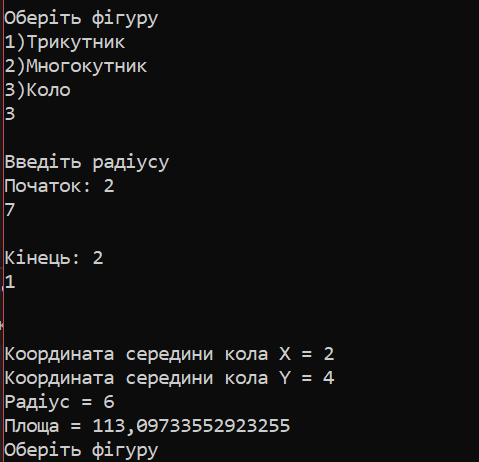 Оберіть фігуру
1)Трикутник
2)Многокутник
3)Коло
3
Введіть радіусу
Початок: 2
7
Кінець: 2
1
Координата середини кола X = 2
Координата середини кола Y = 4
Радіус = 6
Площа = 113,09733552923255
Оберіть фігуру